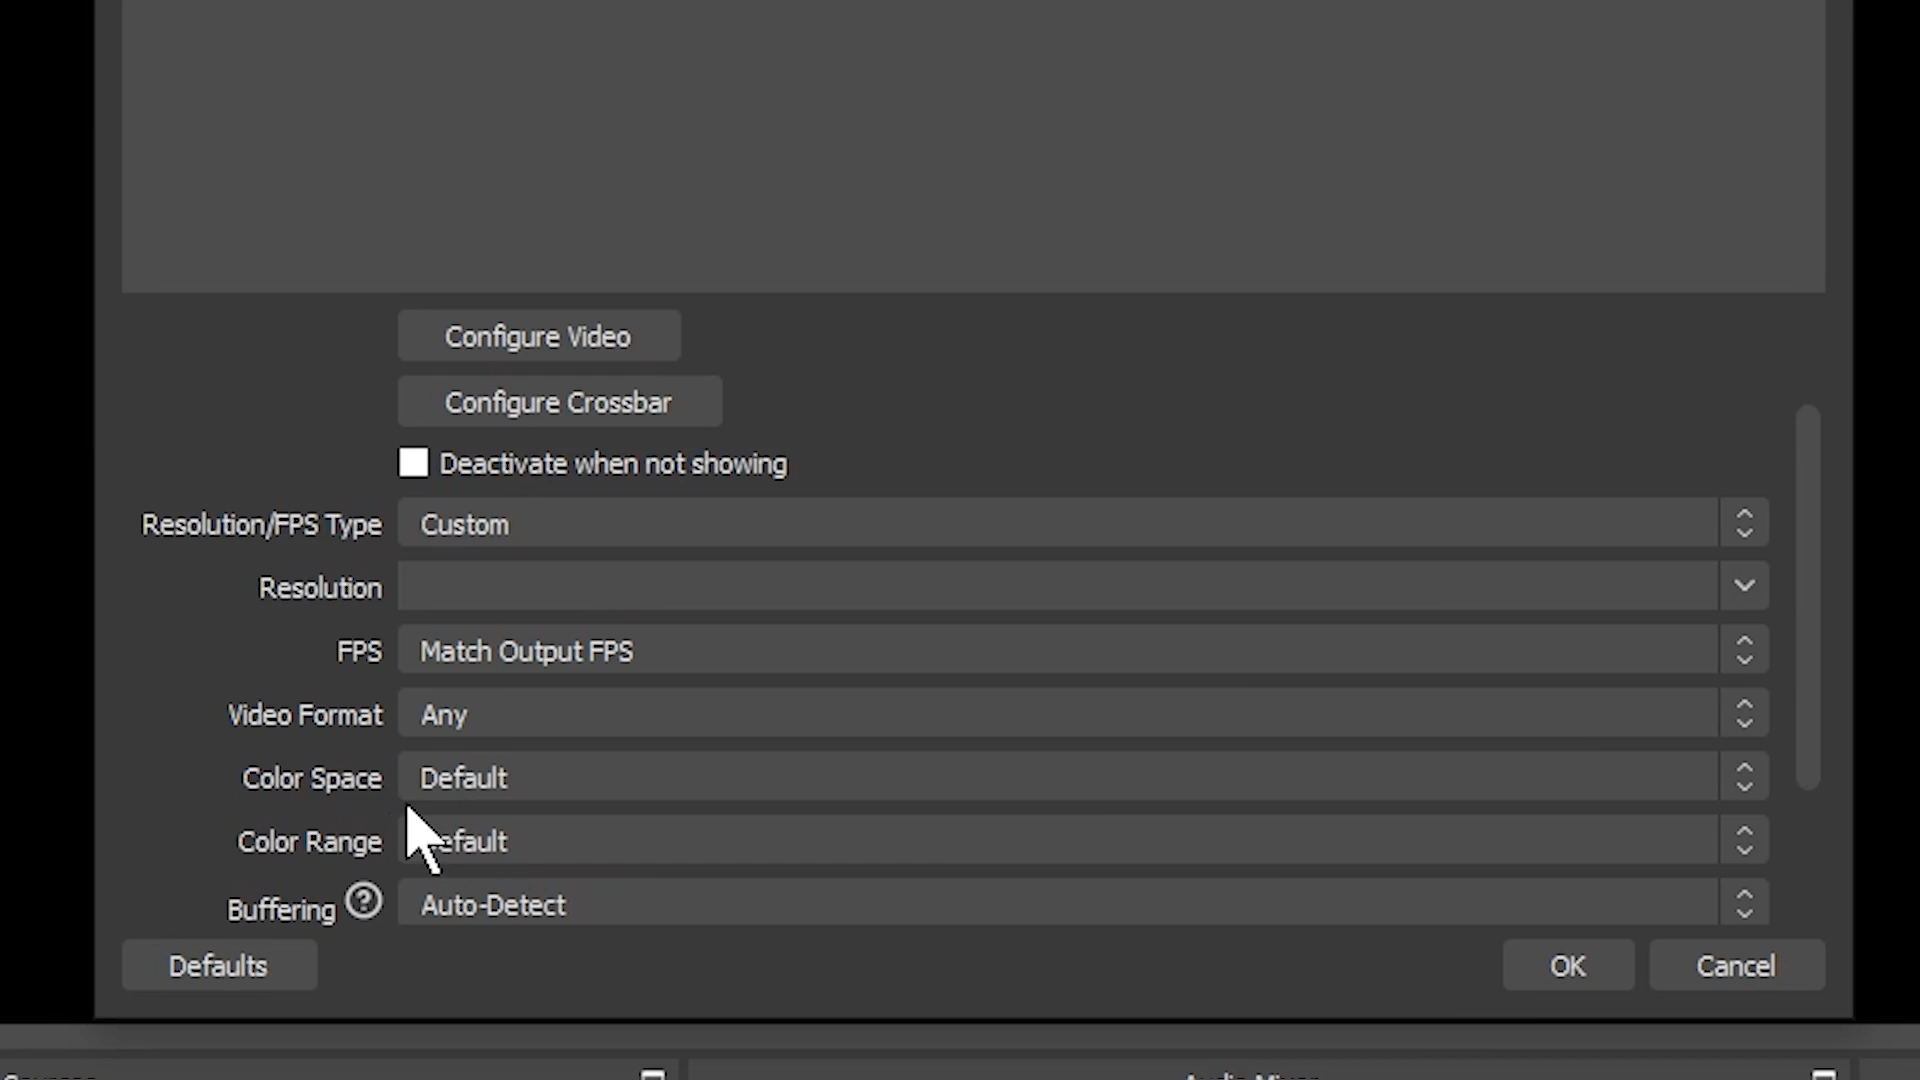 Configure Video
Configure Crossbar
Deactivate when not showing
Resolution/FPS Type Custom
Resolution
FPS Match Output FPS
Video Format Any
Color Space Default
Color Range efault
Buffering ? Auto-Detect
Defaults OK Cancel